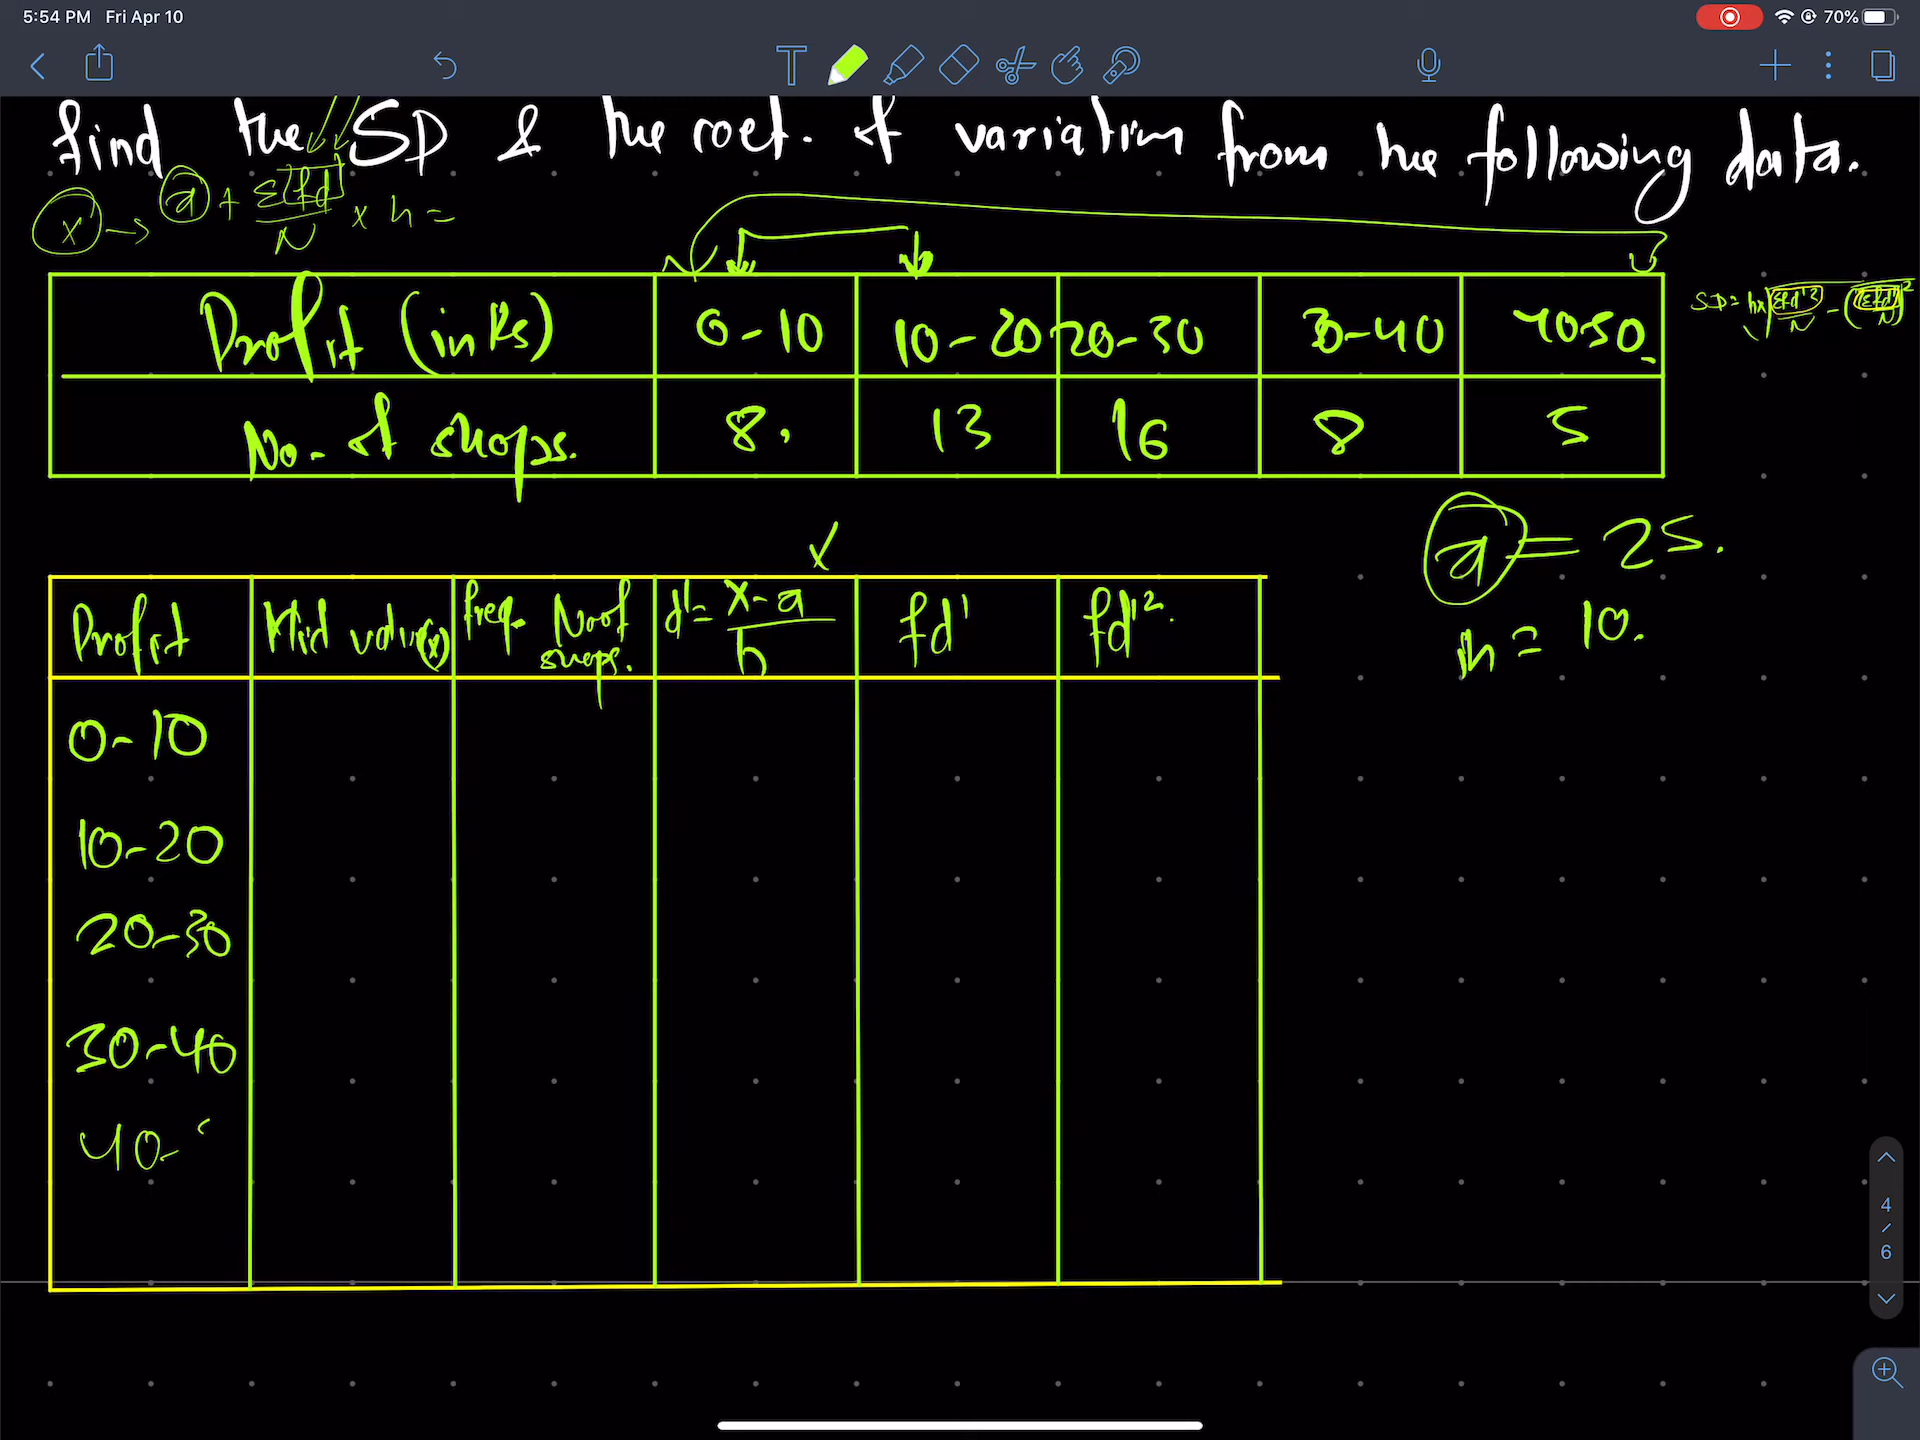 5:54 PM Fri Apr 10
70%
find the SD & the coef. of variation from the following data.
x → a + Σfd' / N × h =
Profit (in Rs) 0-10 10-20 20-30 30-40 40-50
No. of shops. 8 13 16 8 5
SD = h × √ Σfd'² / N - (Σfd' / N)²
a = 25.
h = 10.
Profit Mid value(x) freq. No of shops. d' = x-a / h fd' fd'².
0-10
10-20
20-30
30-40
40-
4 / 6